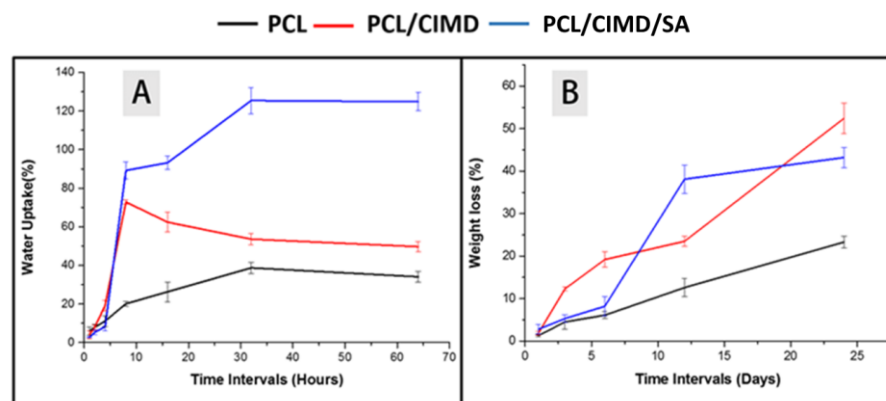 PCL PCL/CIMD PCL/CIMD/SA
A
Water Uptake(%)
140
120
100
80
60
40
20
0
0 10 20 30 40 50 60 70
Time Intervals (Hours)
B
Weight loss (%)
60
50
40
30
20
10
0
0 5 10 15 20 25
Time Intervals (Days)